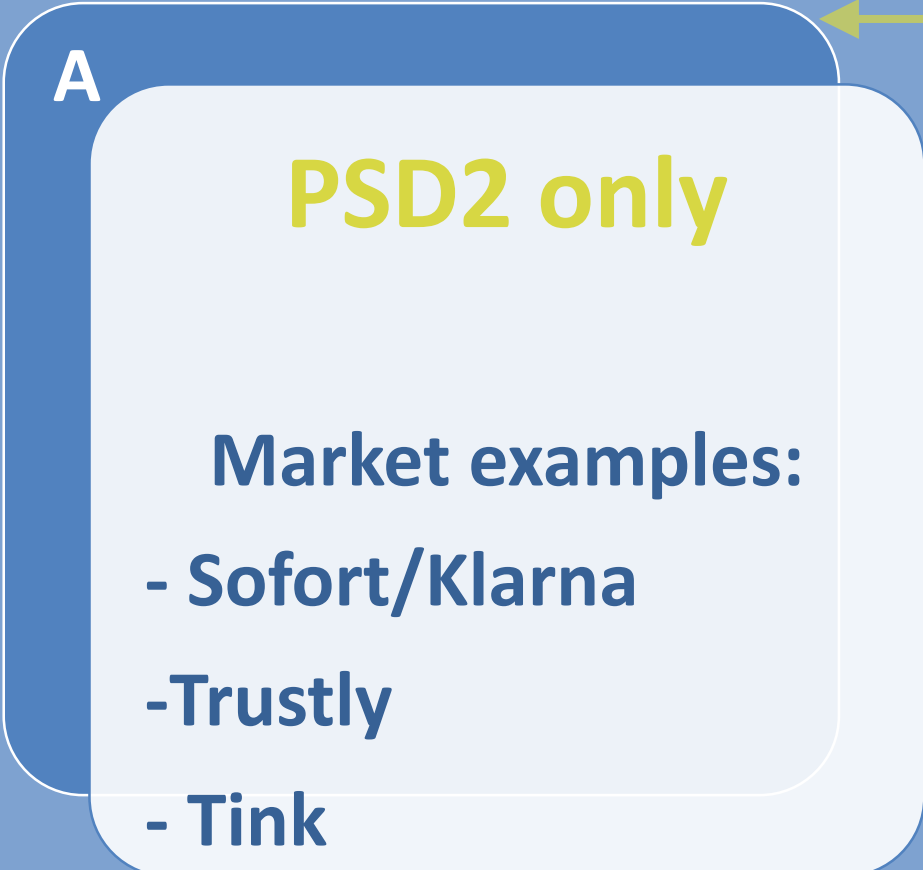 A
PSD2 only
Market examples:
- Sofort/Klarna
-Trustly
- Tink